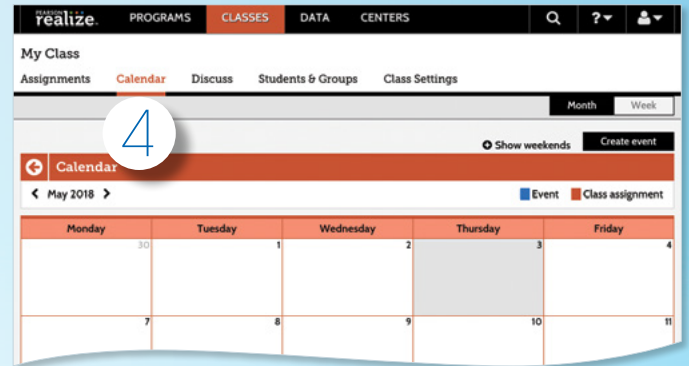 PEARSON
realize. PROGRAMS CLASSES DATA CENTERS ?
My Class
Assignments Calendar Discuss Students & Groups Class Settings
Month Week
4
Show weekends Create event
Calendar
May 2018 Event Class assignment
Monday Tuesday Wednesday Thursday Friday
30 1 2 3 4
7 8 9 10 11